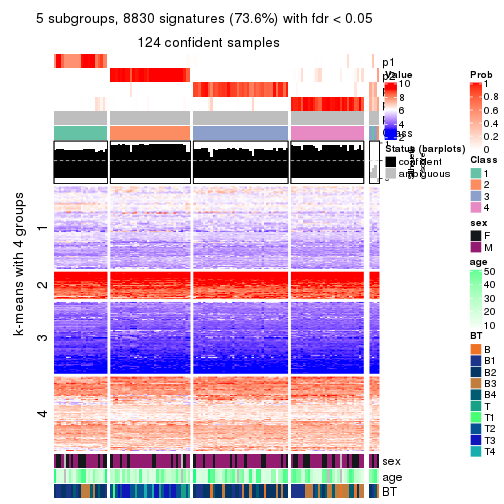 5 subgroups, 8830 signatures (73.6%) with fdr < 0.05
124 confident samples
p1
Value
10
8
6
4
2
0
Prob
1
0.8
0.6
0.4
0.2
0
Class
Status (barplots)
confident
ambiguous
Class
1
2
3
4
k-means with 4 groups
1
2
3
4
sex
F
M
age
50
40
30
20
10
BT
B
B1
B2
B3
B4
T
T1
T2
T3
T4
sex
age
BT